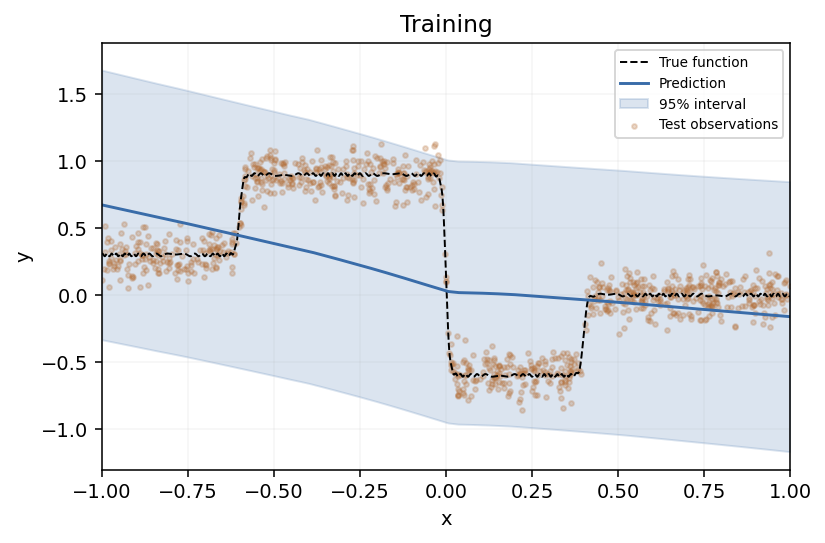 Training
True function
Prediction
95% interval
Test observations
1.5
1.0
0.5
0.0
−0.5
−1.0
y
−1.00 −0.75 −0.50 −0.25 0.00 0.25 0.50 0.75 1.00
x